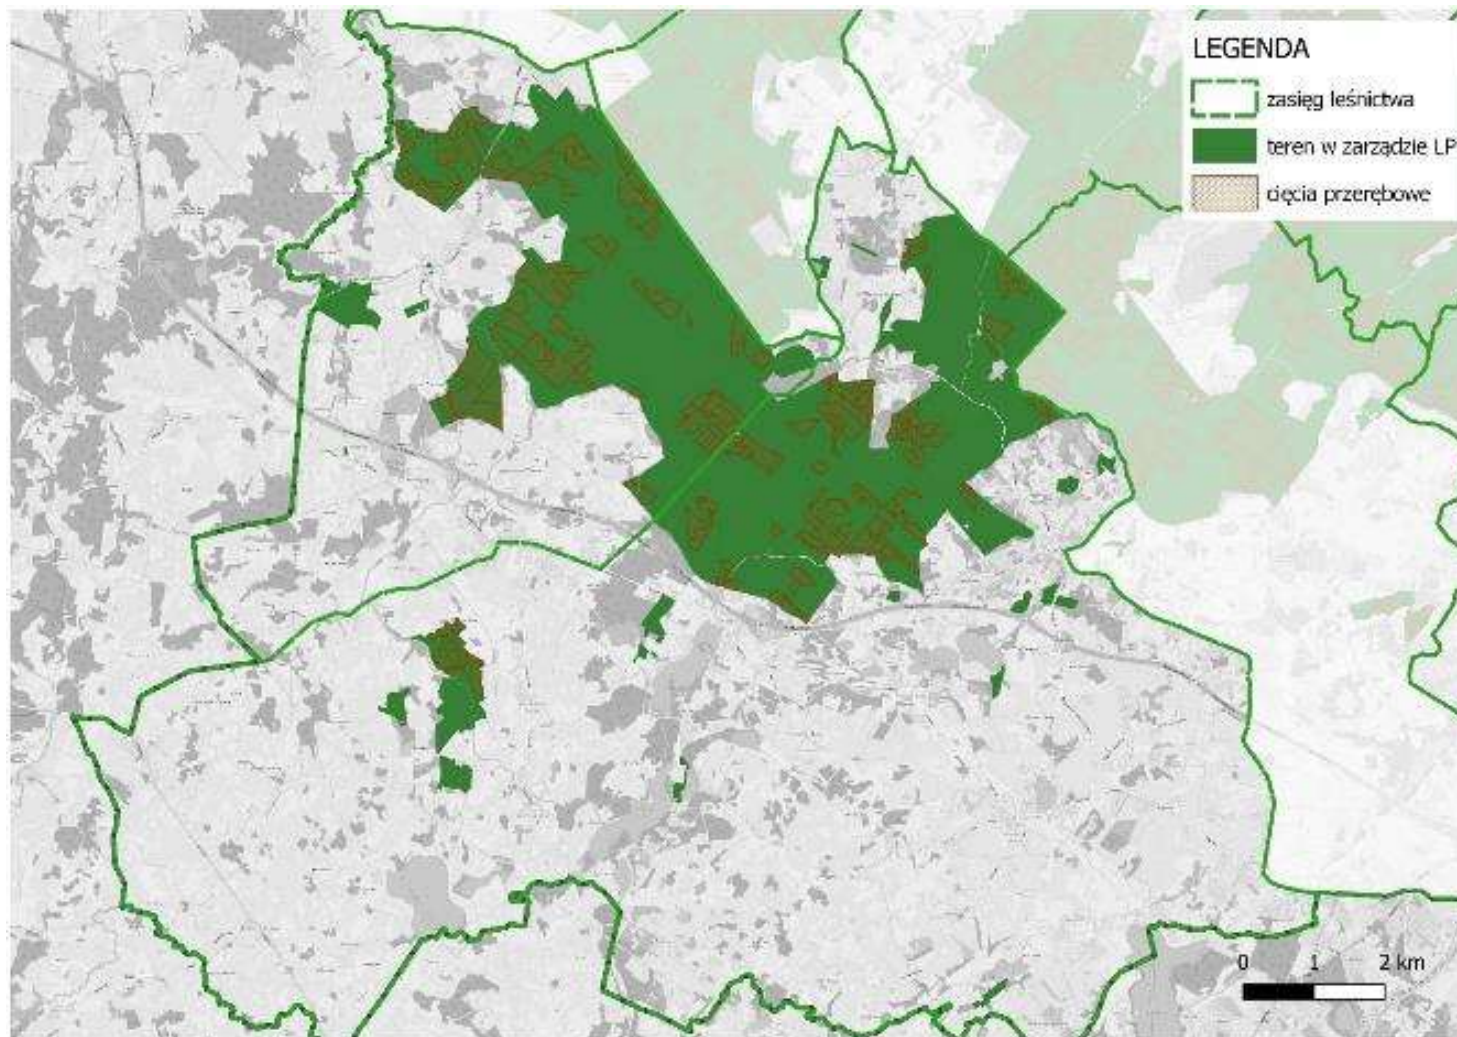 LEGENDA
zasięg leśnictwa
teren w zarządzie LP
cięcia przerębowe
0 1 2 km